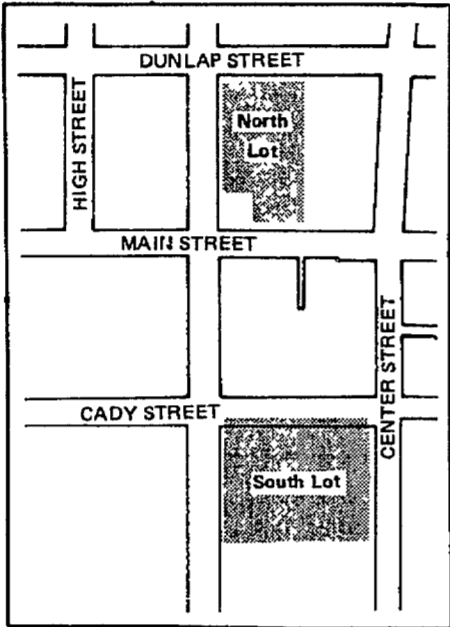 DUNLAP STREET
HIGH STREET
North
Lot
MAIN STREET
CENTER STREET
CADY STREET
South Lot